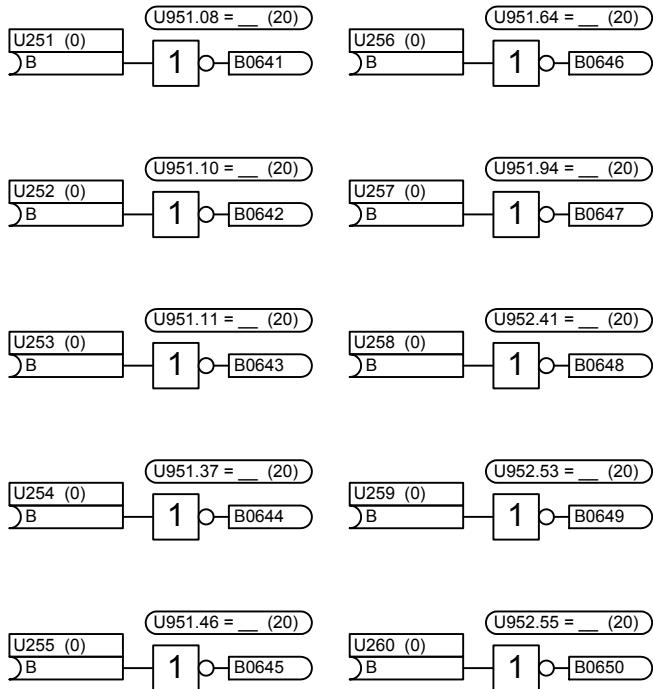 U951.08 = __ (20)
U951.64 = __ (20)
U251 (0)
U256 (0)
B
1
B0641
B
1
B0646
U951.10 = __ (20)
U951.94 = __ (20)
U252 (0)
U257 (0)
B
1
B0642
B
1
B0647
U951.11 = __ (20)
U952.41 = __ (20)
U253 (0)
U258 (0)
B
1
B0643
B
1
B0648
U951.37 = __ (20)
U952.53 = __ (20)
U254 (0)
U259 (0)
B
1
B0644
B
1
B0649
U951.46 = __ (20)
U952.55 = __ (20)
U255 (0)
U260 (0)
B
1
B0645
B
1
B0650